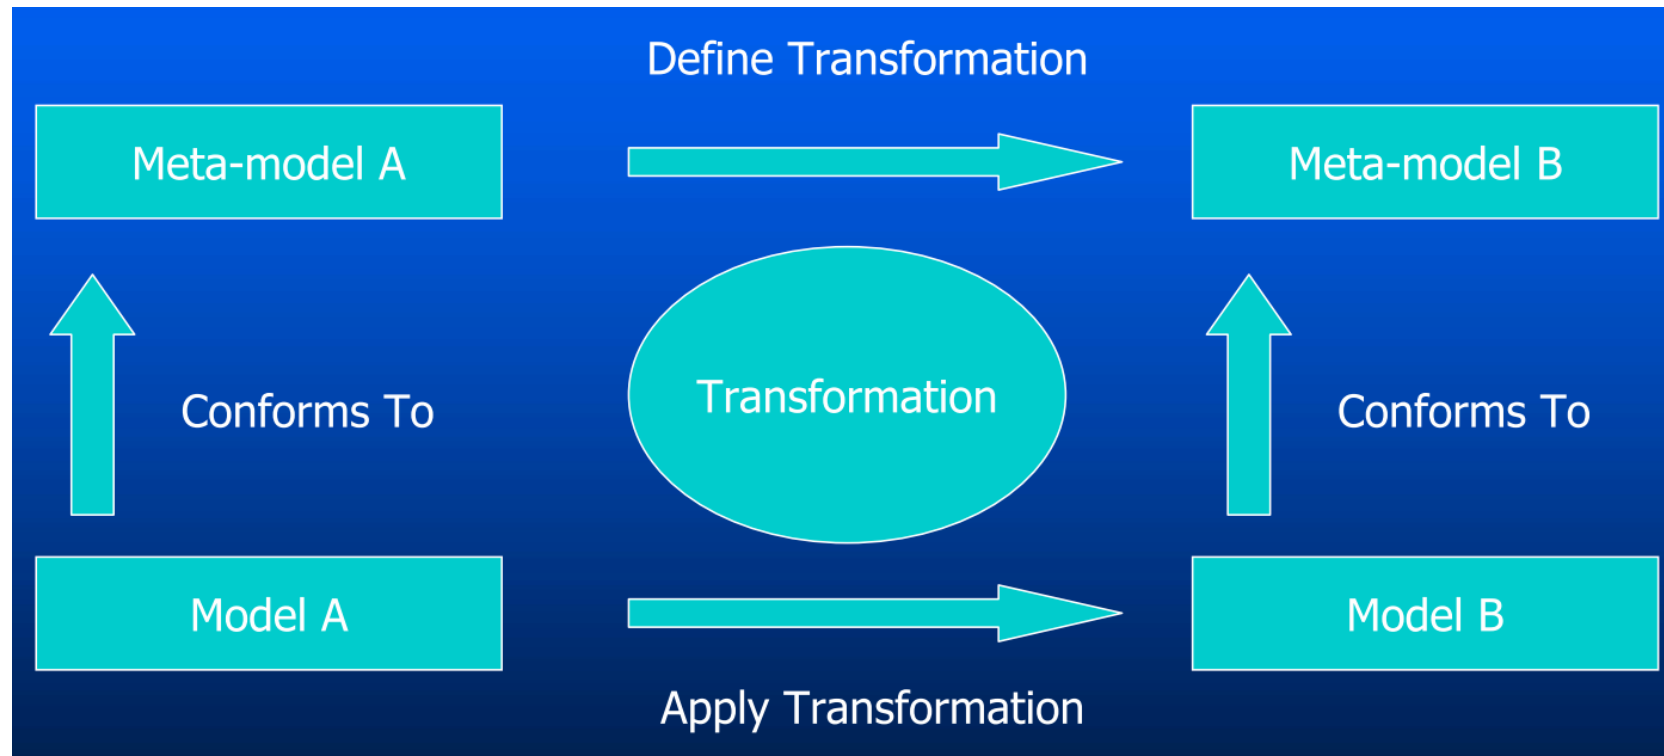 Define Transformation
Meta-model A
Meta-model B
Conforms To
Transformation
Conforms To
Model A
Model B
Apply Transformation